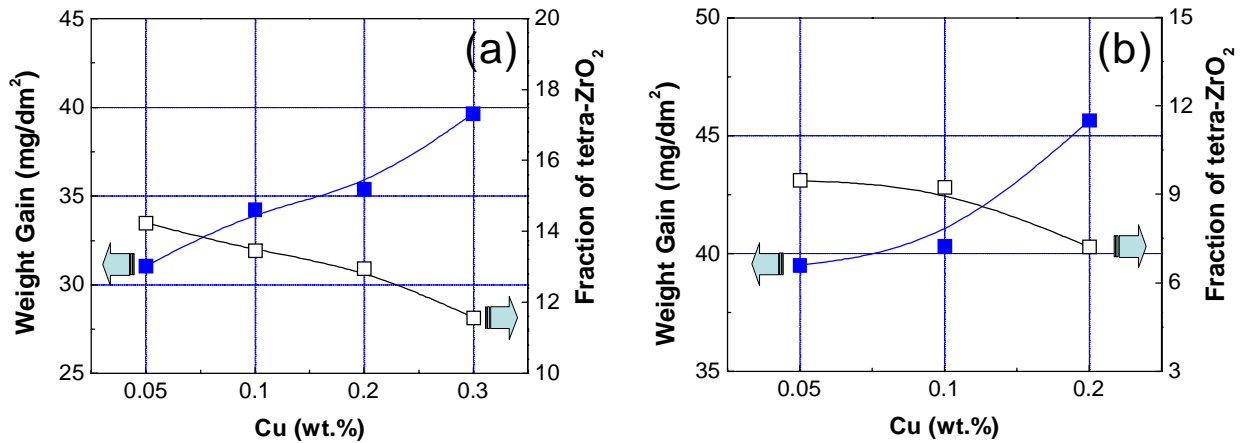 (a)
45
40
35
30
25
Weight Gain (mg/dm²)
0.05 0.1 0.2 0.3
Cu (wt.%)
20
18
16
14
12
10
Fraction of tetra-ZrO₂
(b)
50
45
40
35
Weight Gain (mg/dm²)
0.05 0.1 0.2
Cu (wt.%)
15
12
9
6
3
Fraction of tetra-ZrO₂